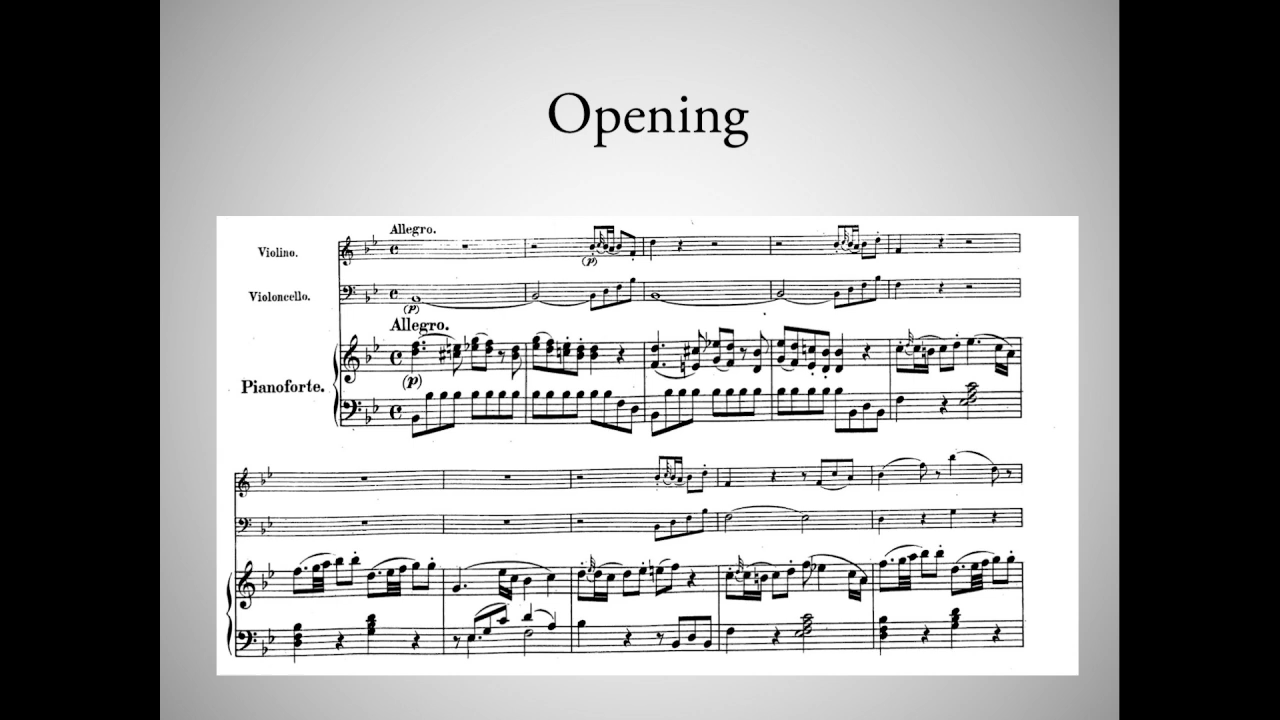 Opening
Allegro.
Violino.
(p)
Violoncello.
(p)
Allegro.
(p)
Pianoforte.